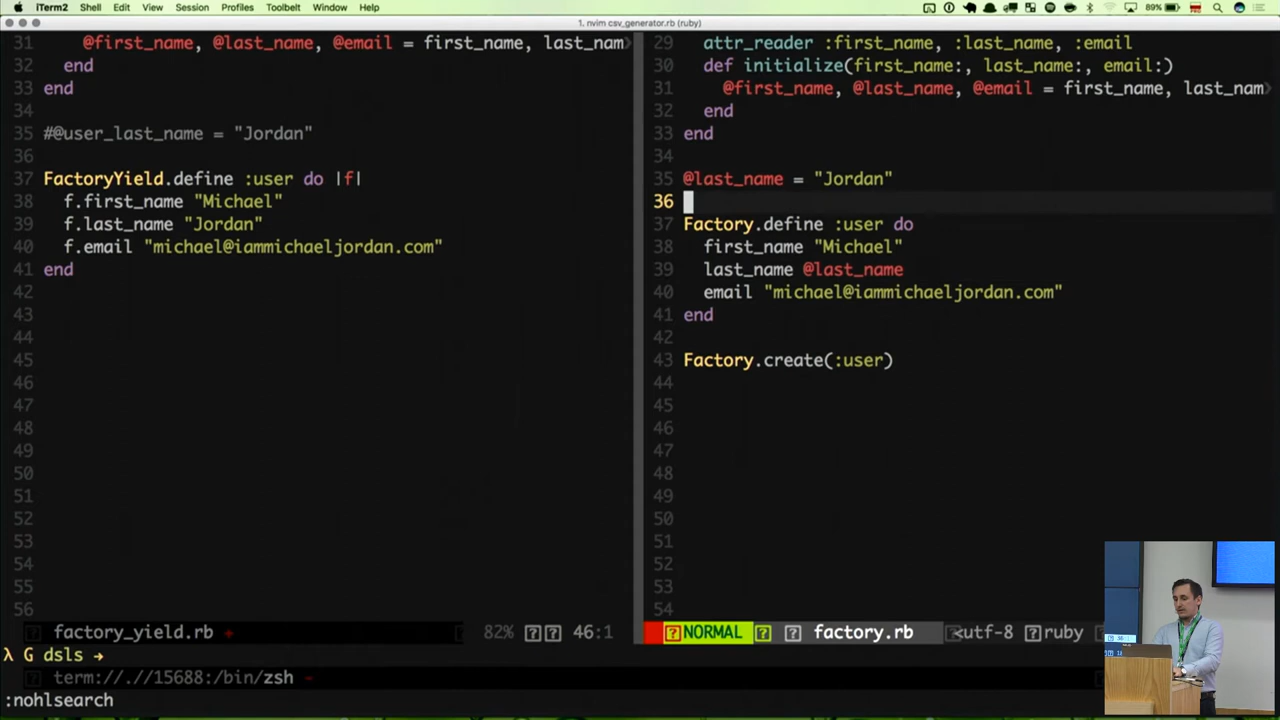 iTerm2 Shell Edit View Session Profiles Toolbelt Window Help 89%
1. nvim csv_generator.rb (ruby)
31 @first_name, @last_name, @email = first_name, last_nam
32 end
33 end
34
35 #@user_last_name = "Jordan"
36
37 FactoryYield.define :user do |f|
38 f.first_name "Michael"
39 f.last_name "Jordan"
40 f.email "michael@iammichaeljordan.com"
41 end
42
43
44
45
46
47
48
49
50
51
52
53
54
55
56
factory_yield.rb + 82% 46:1
29 attr_reader :first_name, :last_name, :email
30 def initialize(first_name:, last_name:, email:)
31 @first_name, @last_name, @email = first_name, last_nam
32 end
33 end
34
35 @last_name = "Jordan"
36
37 Factory.define :user do
38 first_name "Michael"
39 last_name @last_name
40 email "michael@iammichaeljordan.com"
41 end
42
43 Factory.create(:user)
44
45
46
47
48
49
50
51
52
53
54
NORMAL factory.rb <utf-8 ruby
λ G dsls →
term://.//15688:/bin/zsh -
:nohlsearch